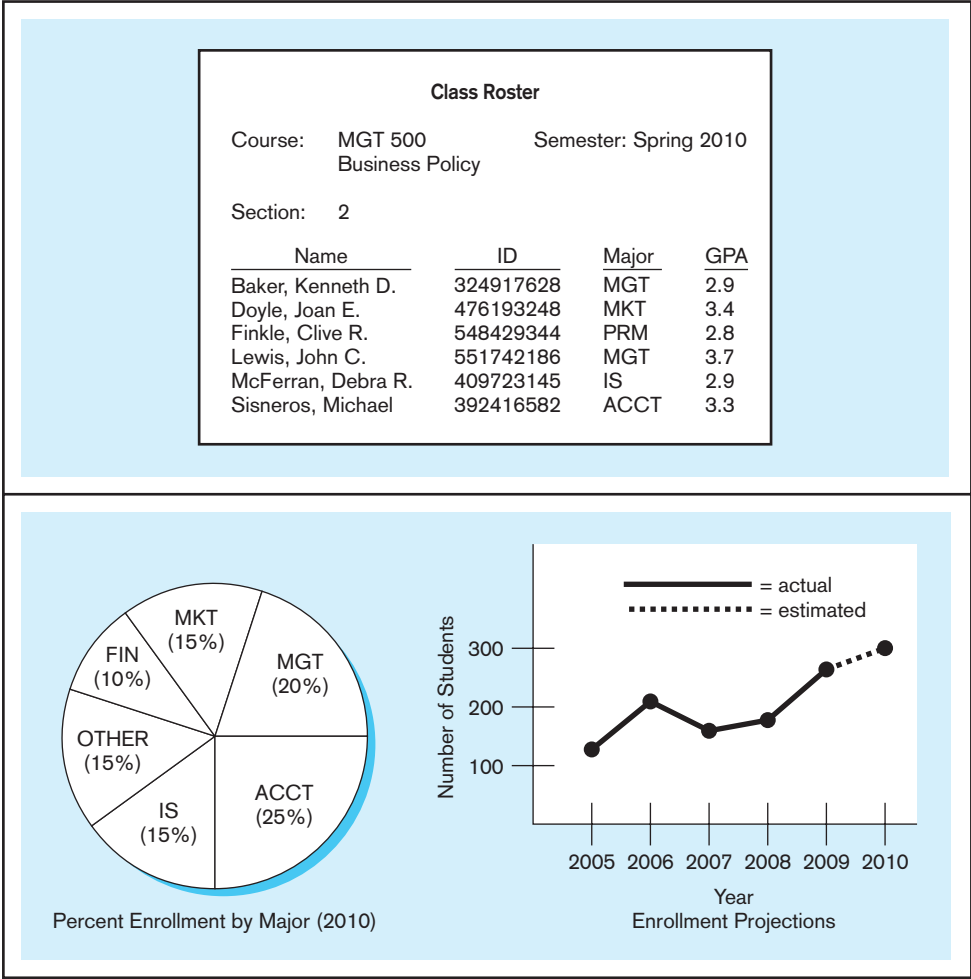 Class Roster
Course: MGT 500 Semester: Spring 2010
Business Policy
Section: 2
Name ID Major GPA
Baker, Kenneth D. 324917628 MGT 2.9
Doyle, Joan E. 476193248 MKT 3.4
Finkle, Clive R. 548429344 PRM 2.8
Lewis, John C. 551742186 MGT 3.7
McFerran, Debra R. 409723145 IS 2.9
Sisneros, Michael 392416582 ACCT 3.3
MKT
(15%)
FIN
(10%)
MGT
(20%)
OTHER
(15%)
IS
(15%)
ACCT
(25%)
Percent Enrollment by Major (2010)
= actual
= estimated
Number of Students
300
200
100
2005 2006 2007 2008 2009 2010
Year
Enrollment Projections